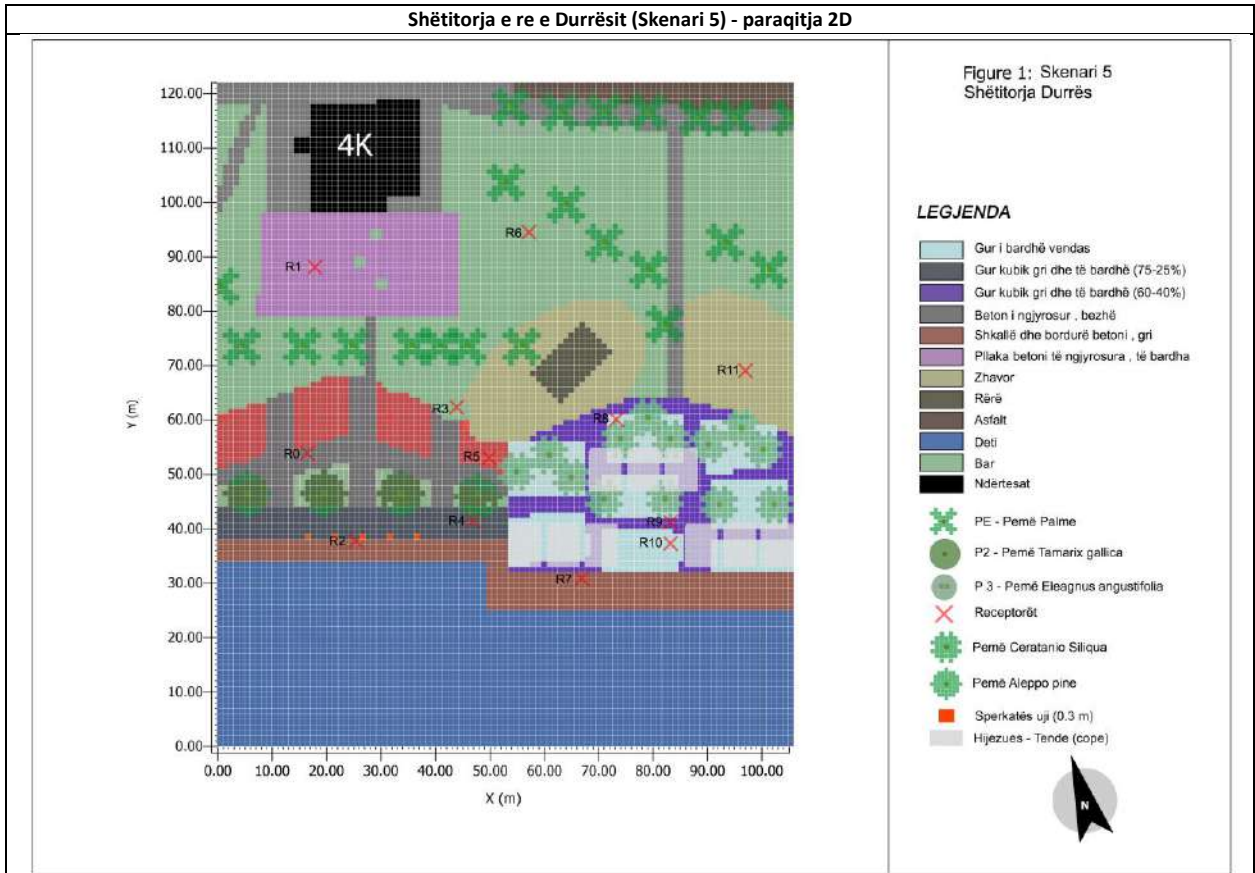 Shëtitorja e re e Durrësit (Skenari 5) - paraqitja 2D
Figure 1: Skenari 5
Shëtitorja Durrës
120.00
110.00
100.00
90.00
80.00
70.00
60.00
50.00
40.00
30.00
20.00
10.00
0.00
Y (m)
4K
R6
R1
R11
R3
R8
R0
R5
R4
R9
R2
R10
R7
0.00 10.00 20.00 30.00 40.00 50.00 60.00 70.00 80.00 90.00 100.00
X (m)
LEGJENDA
Gur i bardhë vendas
Gur kubik gri dhe të bardhë (75-25%)
Gur kubik gri dhe të bardhë (60-40%)
Beton i ngjyrosur , bezhë
Shkallë dhe bordurë betoni , gri
Pllaka betoni të ngjyrosura , të bardha
Zhavor
Rërë
Asfalt
Deti
Bar
Ndërtesat
PE - Pemë Palme
P2 - Pemë Tamarix gallica
P 3 - Pemë Eleagnus angustifolia
Receptorët
Pemë Ceratanio Siliqua
Pemë Aleppo pine
Sperkatës uji (0.3 m)
Hijezues - Tende (cope)
N